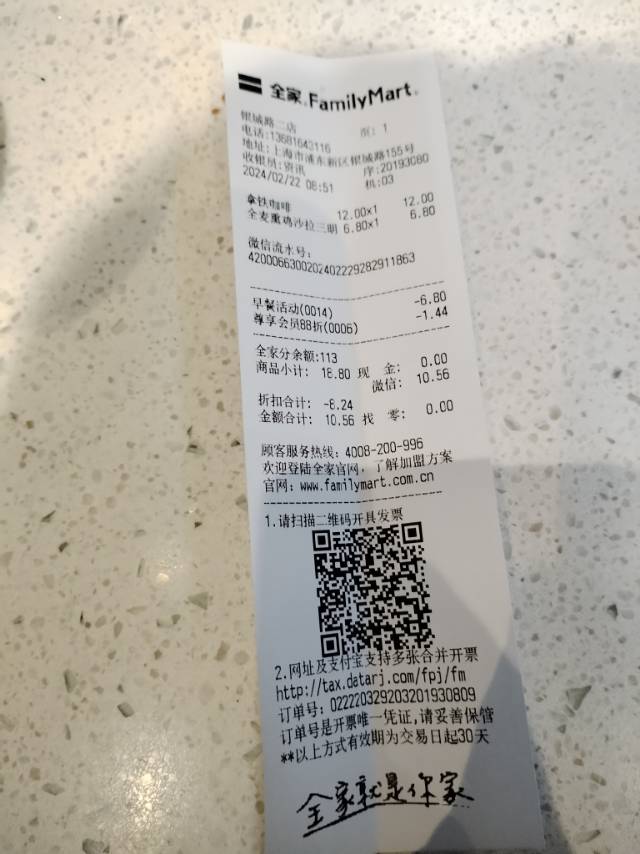 全家 FamilyMart
银城路二店 页: 1
电话:13681643116
地址:上海市浦东新区银城路155号
收银员:资讯 序:20193080
2024/02/22 08:51 机:03
拿铁咖啡 12.00x1 12.00
全麦熏鸡沙拉三明 6.80x1 6.80
微信流水号:
4200066300202402229282911863
早餐活动(0014) -6.80
尊享会员88折(0006) -1.44
全家分余额:113
商品小计: 18.80 现 金: 0.00
微信: 10.56
折扣合计: -8.24
金额合计: 10.56 找 零: 0.00
顾客服务热线: 4008-200-996
欢迎登陆全家官网, 了解加盟方案
官网: www.familymart.com.cn
1.请扫描二维码开具发票
2.网址及支付宝支持多张合并开票
http://tax.datarj.com/fpj/fm
订单号: 022220329203201930809
订单号是开票唯一凭证,请妥善保管
**以上方式有效期为交易日起30天
全家就是你家